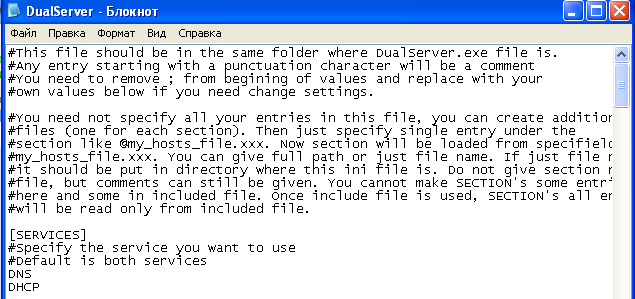 DualServer - Блокнот
Файл Правка Формат Вид Справка
#This file should be in the same folder where DualServer.exe file is.
#Any entry starting with a punctuation character will be a comment
#You need to remove ; from begining of values and replace with your
#own values below if you need change settings.
#You need not specify all your entries in this file, you can create addition
#files (one for each section). Then just specify single entry under the
#section like @my_hosts_file.xxx. Now section will be loaded from specifield
#my_hosts_file.xxx. You can give full path or just file name. If just file n
#it should be put in directory where this ini file is. Do not give section n
#file, but comments can still be given. You cannot make SECTION's some entri
#here and some in included file. Once include file is used, SECTION's all en
#will be read only from included file.
[SERVICES]
#Specify the service you want to use
#Default is both services
DNS
DHCP